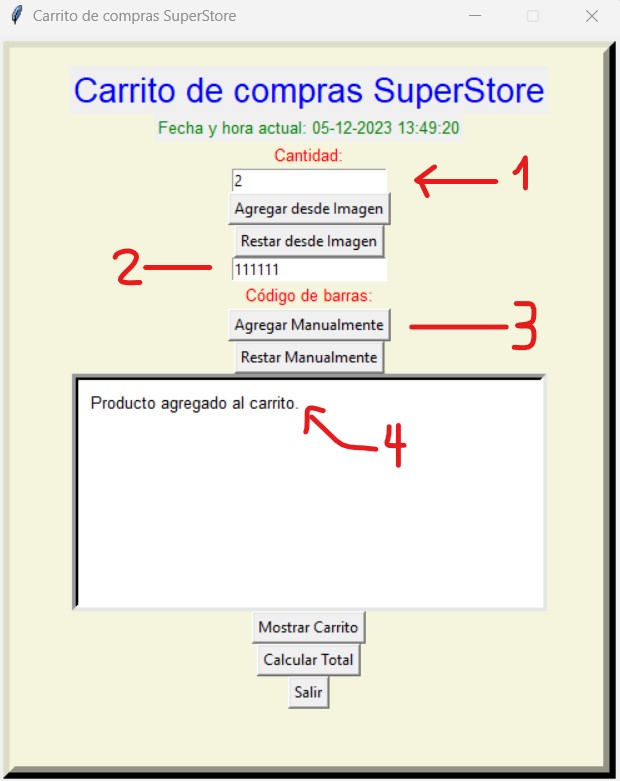 Carrito de compras SuperStore
Carrito de compras SuperStore
Fecha y hora actual: 05-12-2023 13:49:20
Cantidad:
2
1
Agregar desde Imagen
Restar desde Imagen
2
111111
Código de barras:
Agregar Manualmente
3
Restar Manualmente
Producto agregado al carrito.
4
Mostrar Carrito
Calcular Total
Salir